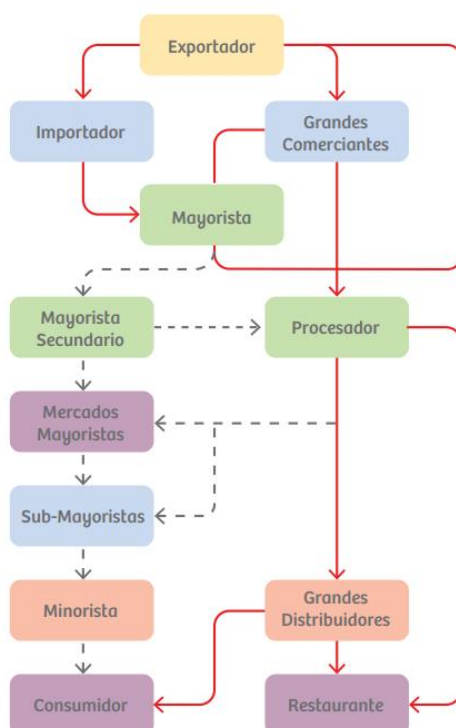 Exportador
Importador
Grandes
Comerciantes
Mayorista
Mayorista
Secundario
Procesador
Mercados
Mayoristas
Sub-Mayoristas
Minorista
Grandes
Distribuidores
Consumidor
Restaurante